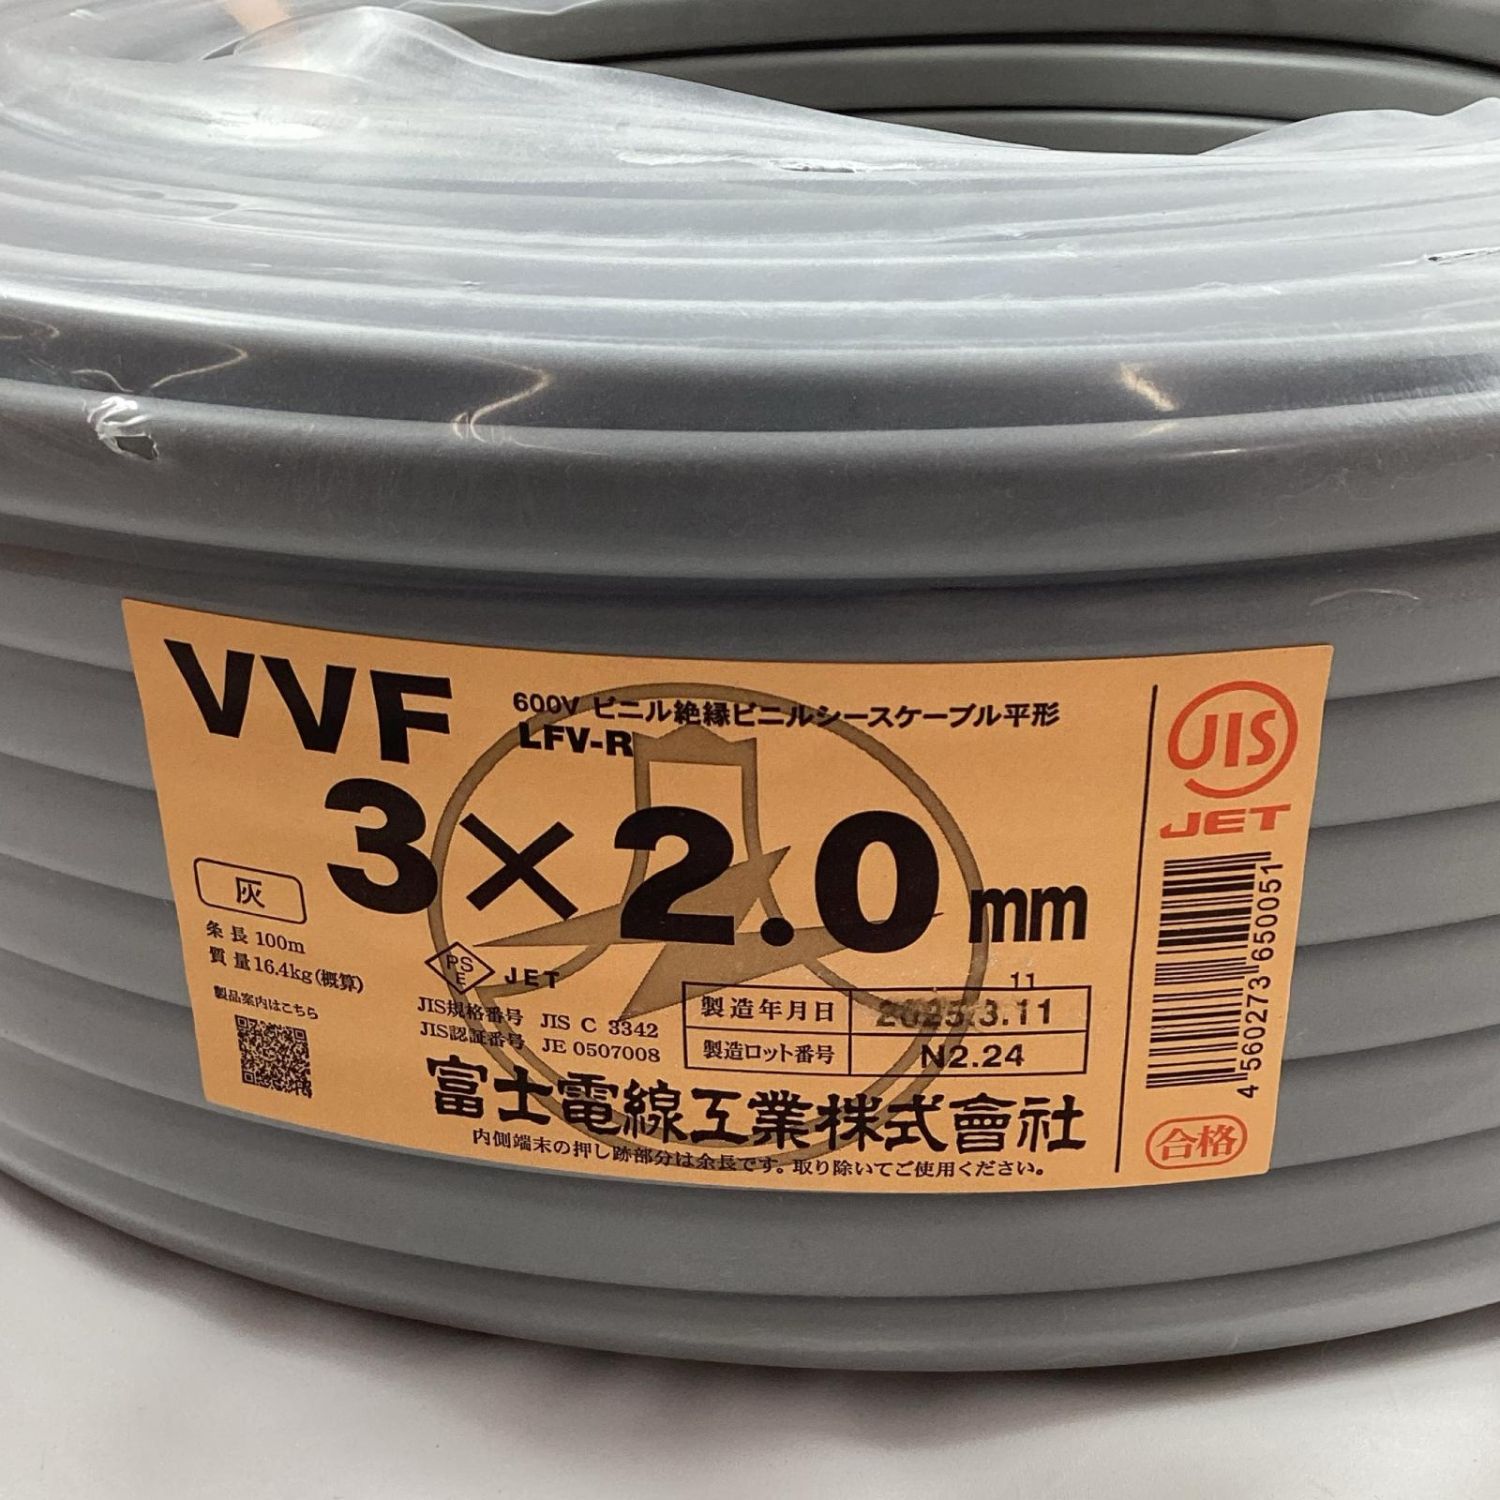 VVF
600V ビニル絶縁ビニルシースケーブル平形
LFV-R
3×2.0mm
灰
条長 100m
質量16.4kg(概算)
製品案内はこちら
PS
E
JET
JIS規格番号 JIS C 3342
JIS認証番号 JE 0507008
11
製造年月日 2025.3.11
製造ロット番号 N2.24
富士電線工業株式會社
内側端末の押し跡部分は余長です。取り除いてご使用ください。
JIS
JET
4560273650051
合格